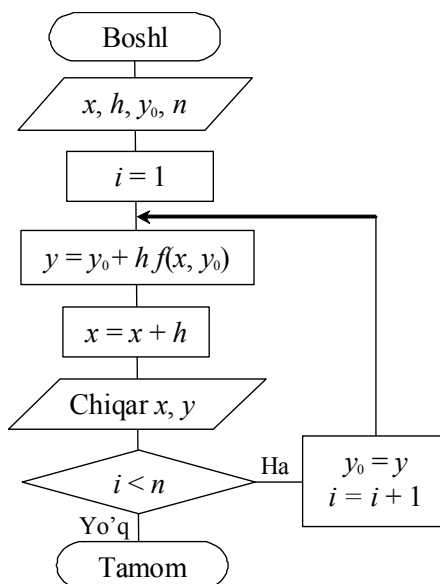 Boshl
x, h, y₀, n
i = 1
y = y₀ + h f(x, y₀)
x = x + h
Chiqar x, y
i < n
Ha
y₀ = y
i = i + 1
Yo’q
Tamom